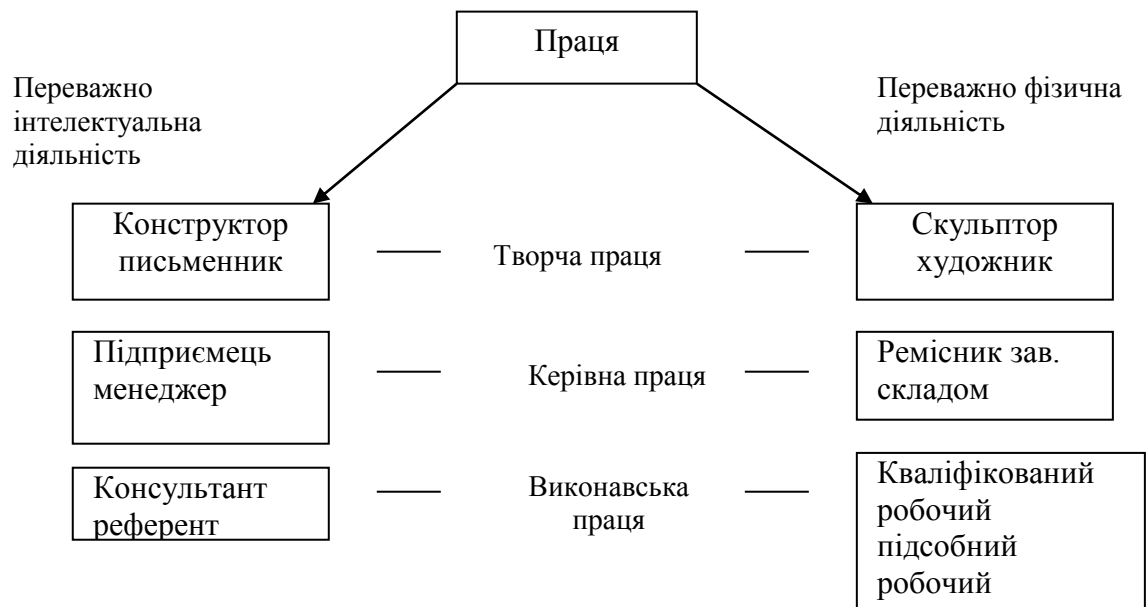 Праця
Переважно
інтелектуальна
діяльність
Переважно фізична
діяльність
Конструктор
письменник
Творча праця
Скульптор
художник
Підприємець
менеджер
Керівна праця
Ремісник зав.
складом
Консультант
референт
Виконавська
праця
Кваліфікований
робочий
підсобний
робочий